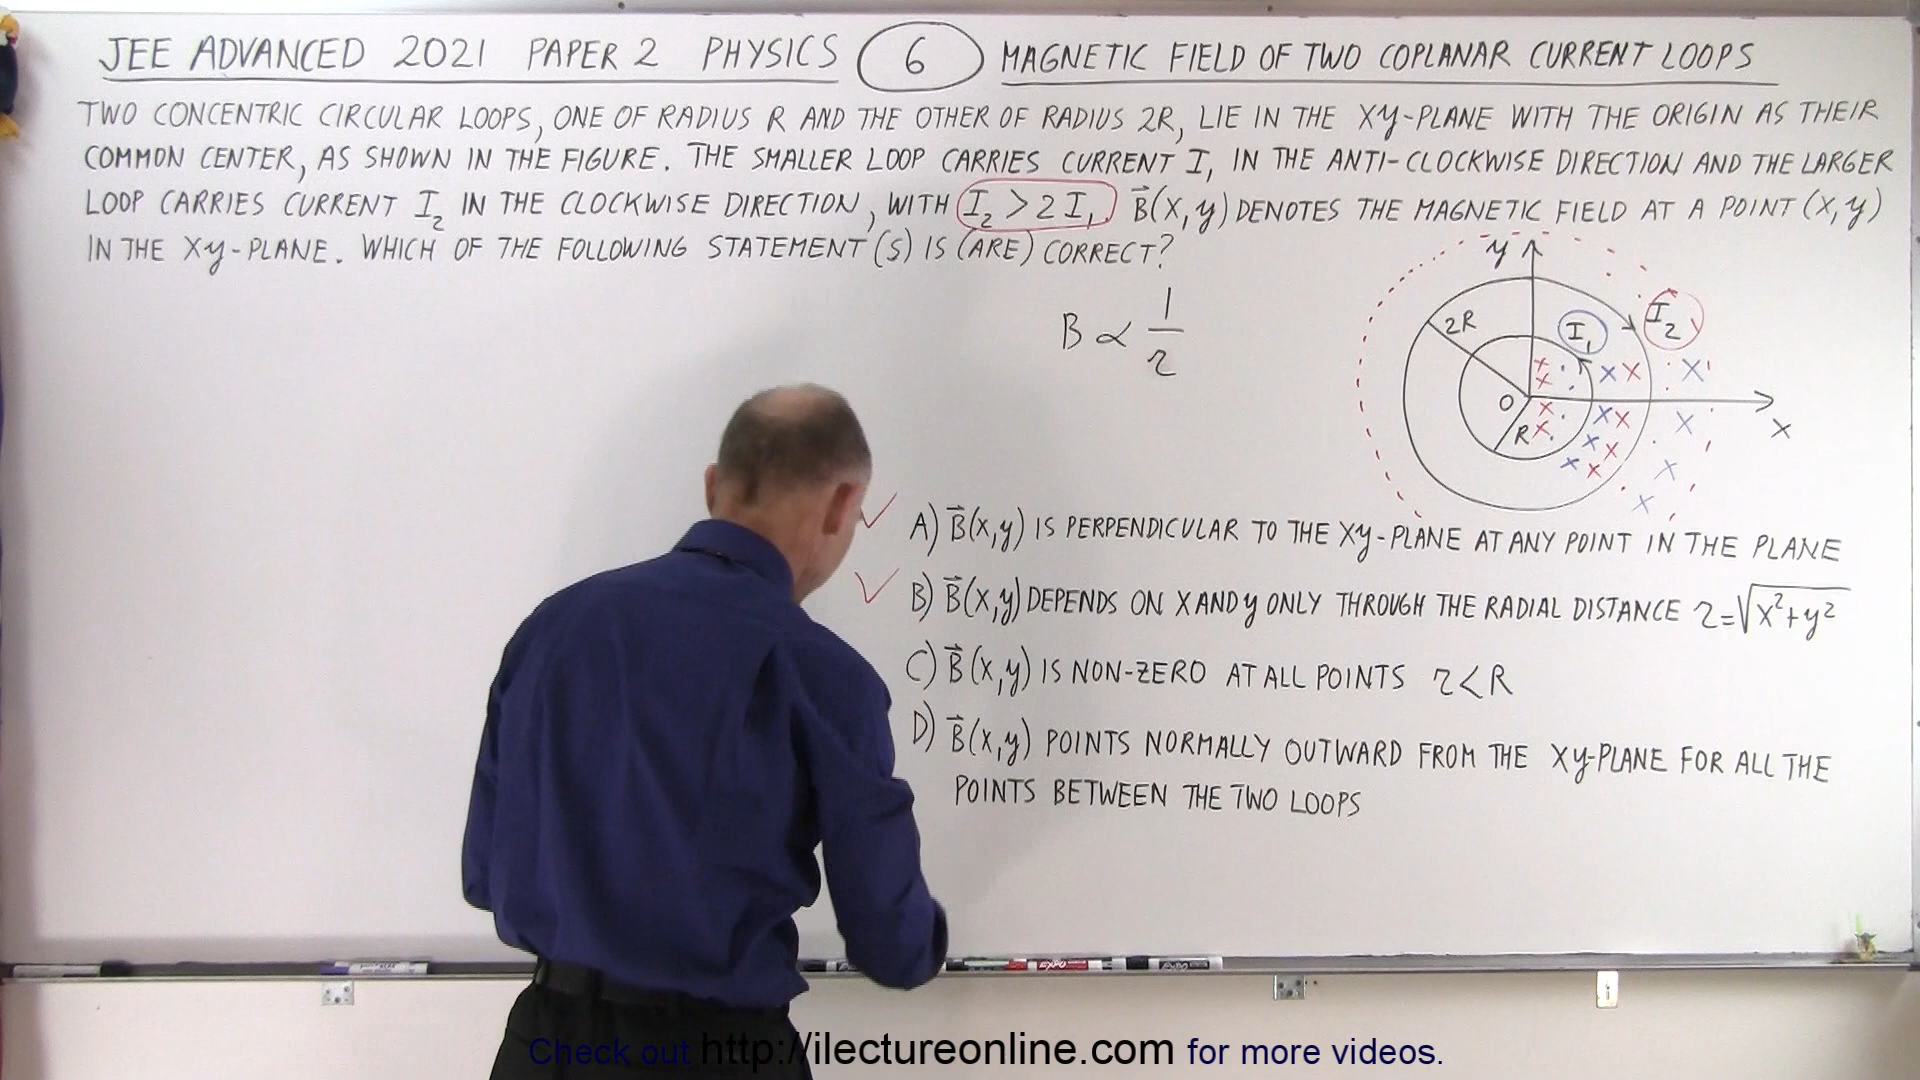 JEE ADVANCED 2021 PAPER 2 PHYSICS 6 MAGNETIC FIELD OF TWO COPLANAR CURRENT LOOPS
TWO CONCENTRIC CIRCULAR LOOPS, ONE OF RADIUS R AND THE OTHER OF RADIUS 2R, LIE IN THE XY-PLANE WITH THE ORIGIN AS THEIR
COMMON CENTER, AS SHOWN IN THE FIGURE. THE SMALLER LOOP CARRIES CURRENT I₁ IN THE ANTI-CLOCKWISE DIRECTION AND THE LARGER
LOOP CARRIES CURRENT I₂ IN THE CLOCKWISE DIRECTION, WITH I₂ > 2I₁. B⃗(X,y) DENOTES THE MAGNETIC FIELD AT A POINT (X,y)
IN THE XY-PLANE. WHICH OF THE FOLLOWING STATEMENT(S) IS (ARE) CORRECT?
y
B ∝ 1/r
2R
I₁
I₂
O
R
X
A) B⃗(X,y) IS PERPENDICULAR TO THE XY-PLANE AT ANY POINT IN THE PLANE
B) B⃗(X,y) DEPENDS ON X AND y ONLY THROUGH THE RADIAL DISTANCE r=√x²+y²
C) B⃗(X,y) IS NON-ZERO AT ALL POINTS r<R
D) B⃗(X,y) POINTS NORMALLY OUTWARD FROM THE XY-PLANE FOR ALL THE
POINTS BETWEEN THE TWO LOOPS
EXPO
Check out http://ilectureonline.com for more videos.